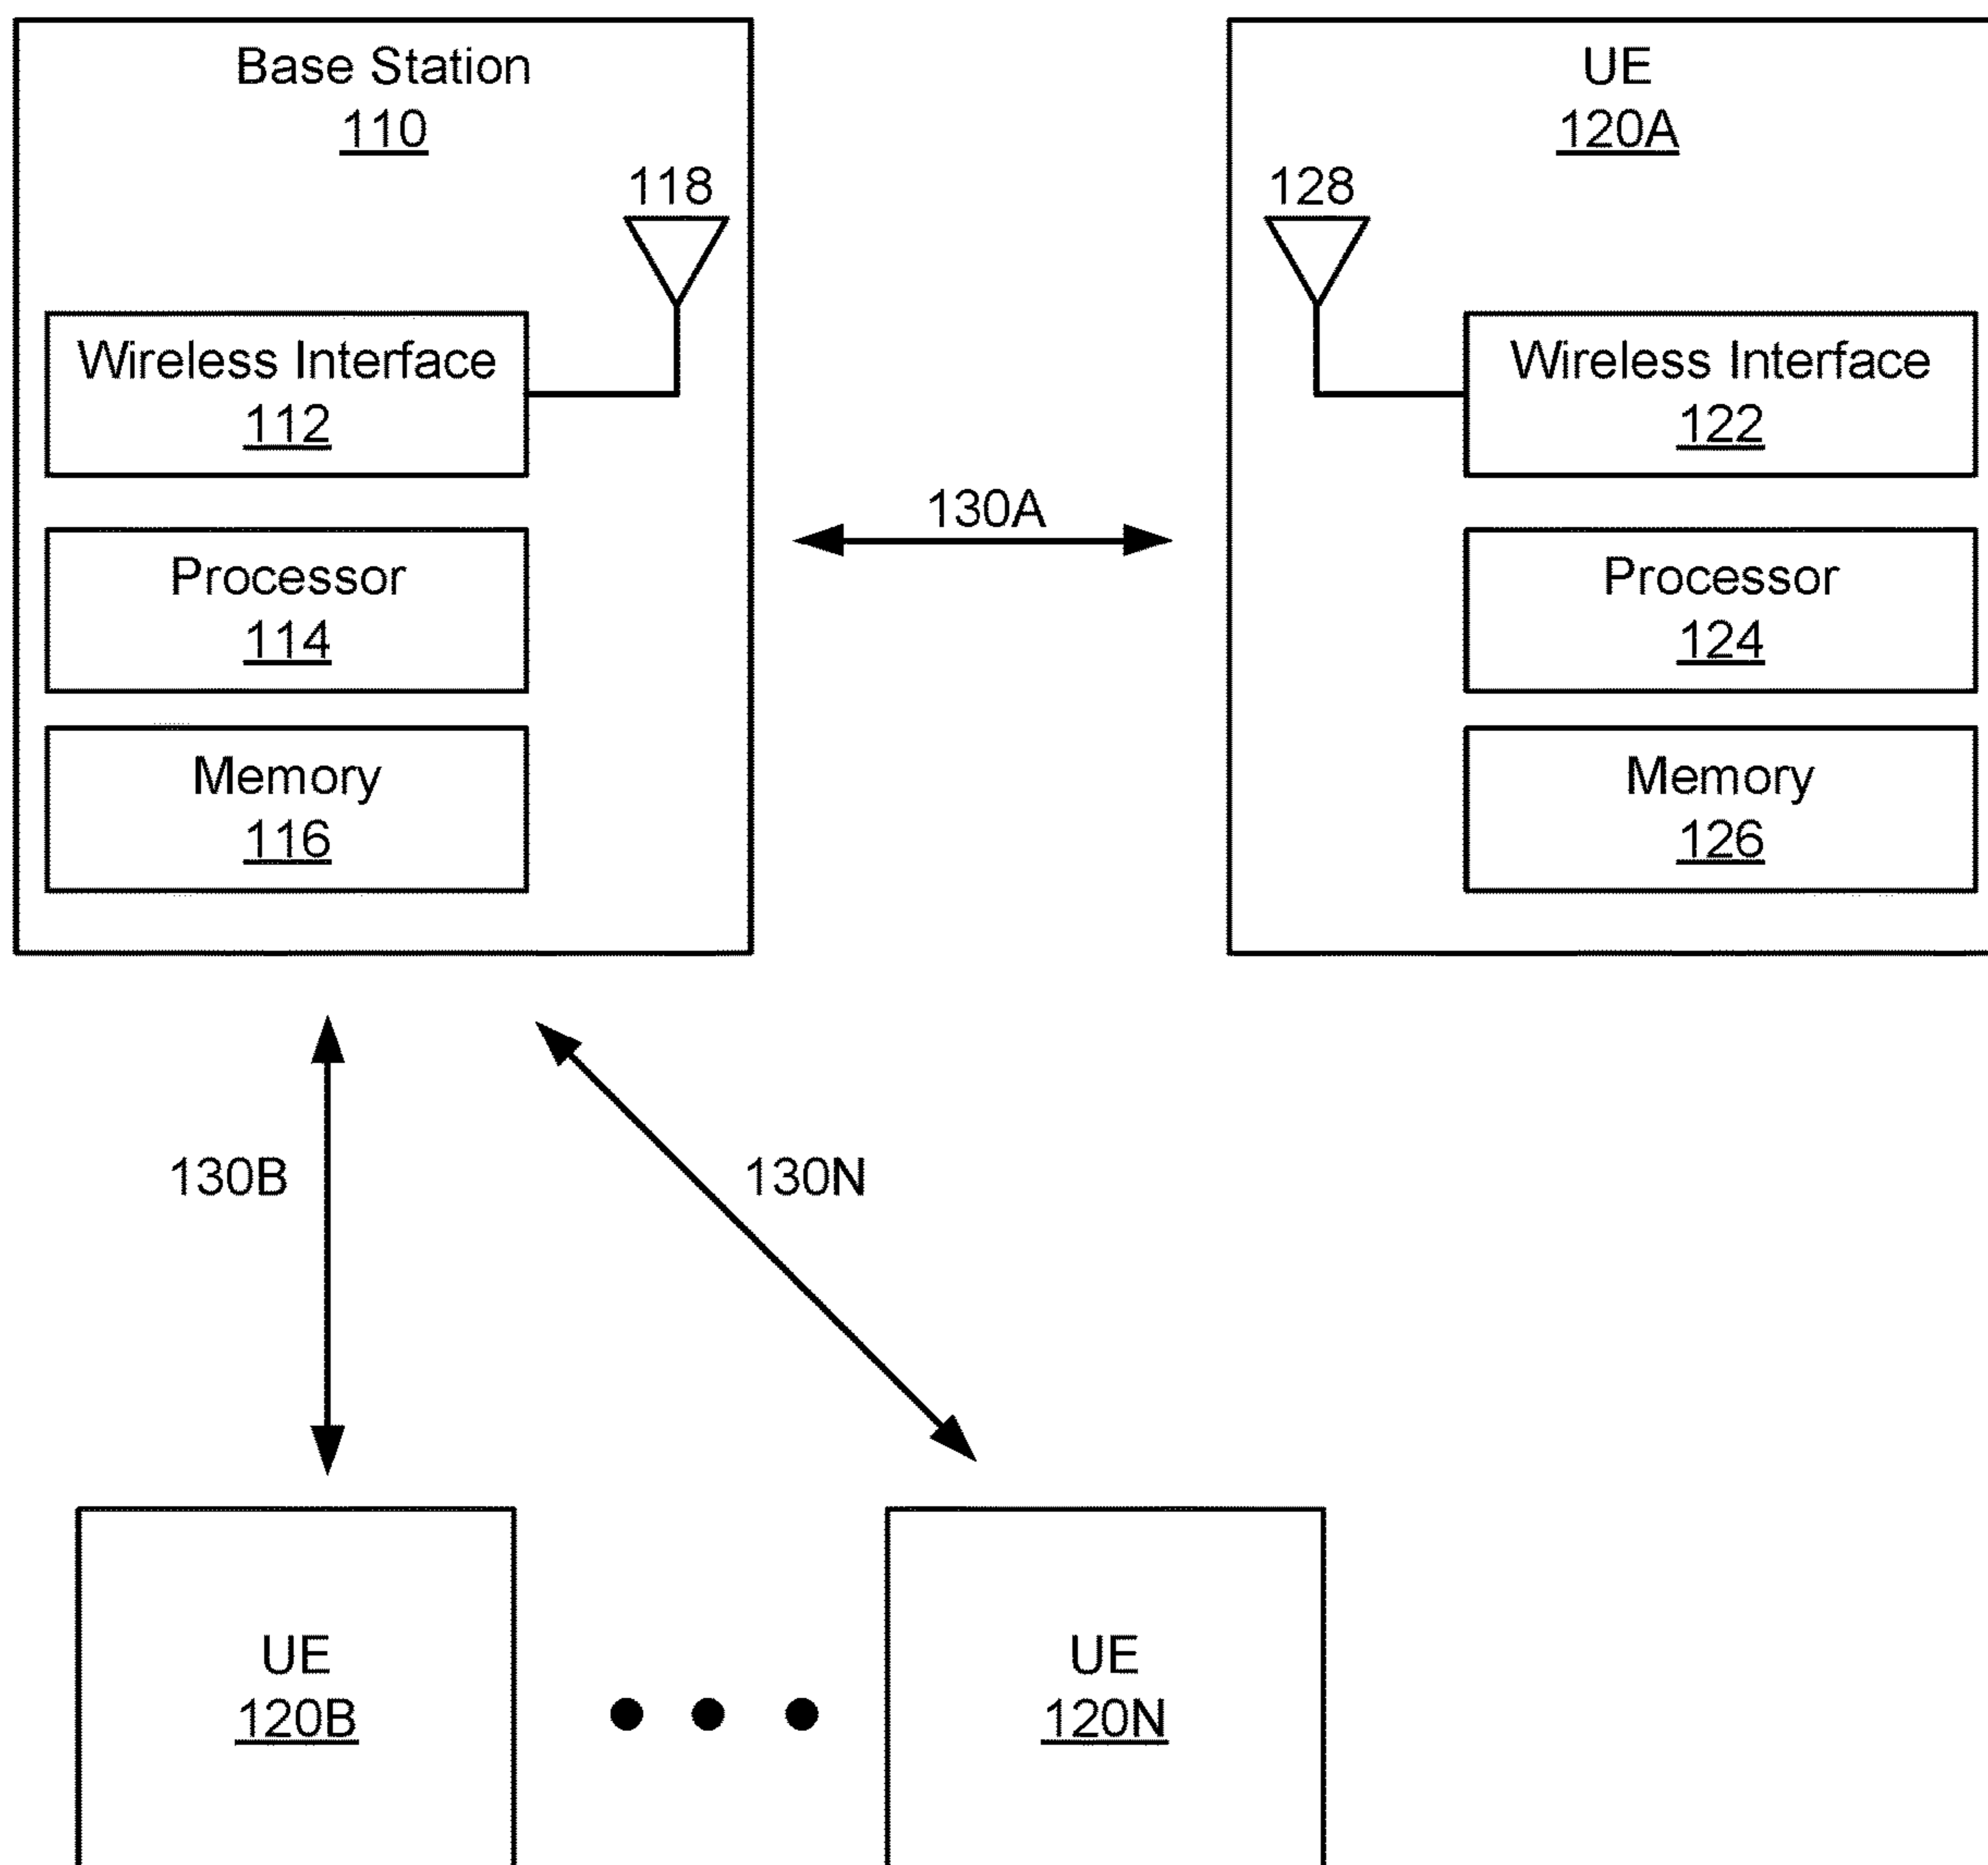 Base Station
110
118
Wireless Interface
112
Processor
114
Memory
116
130A
UE
120A
128
Wireless Interface
122
Processor
124
Memory
126
130B
130N
UE
120B
UE
120N